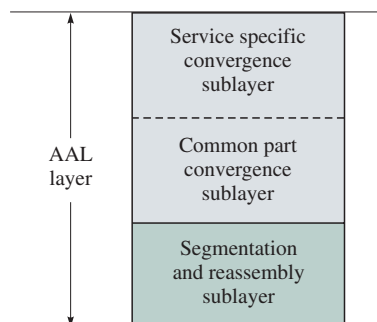 Service specific
convergence
sublayer
AAL
layer
Common part
convergence
sublayer
Segmentation
and reassembly
sublayer